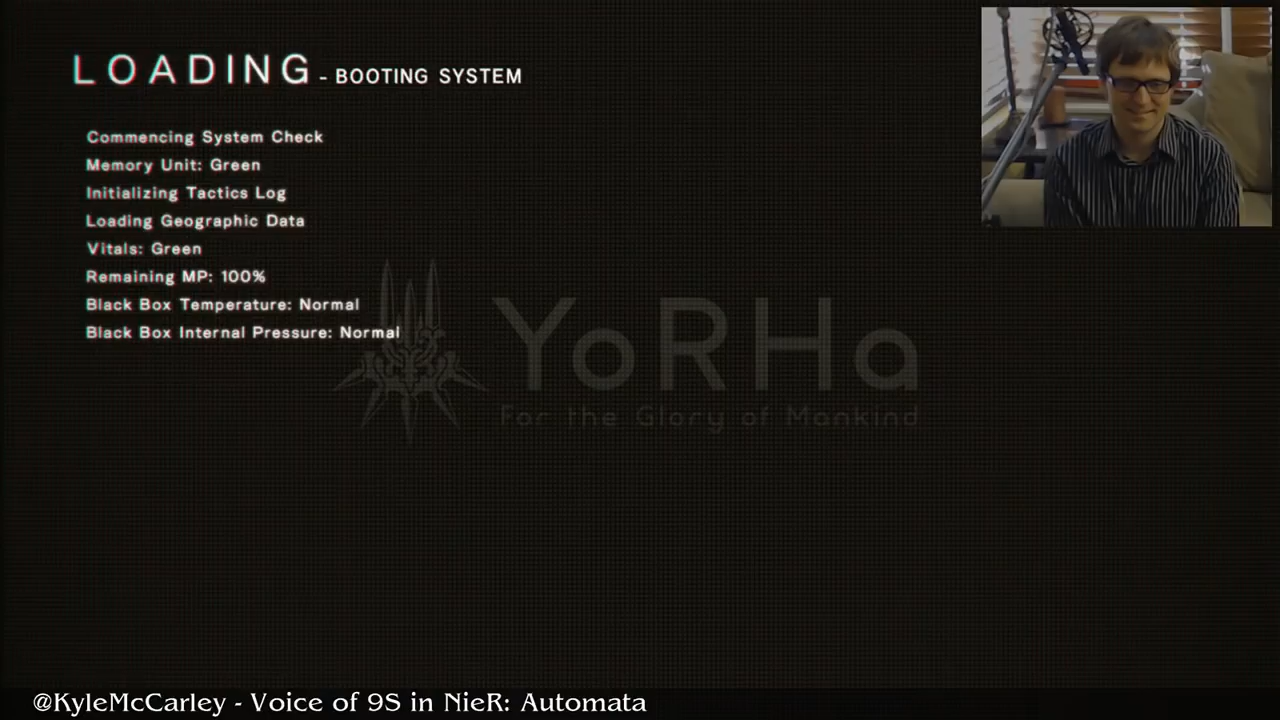 LOADING - BOOTING SYSTEM
Commencing System Check
Memory Unit: Green
Initializing Tactics Log
Loading Geographic Data
Vitals: Green
Remaining MP: 100%
Black Box Temperature: Normal
Black Box Internal Pressure: Normal
YoRHa
For the Glory of Mankind
@KyleMcCarley - Voice of 9S in NieR: Automata